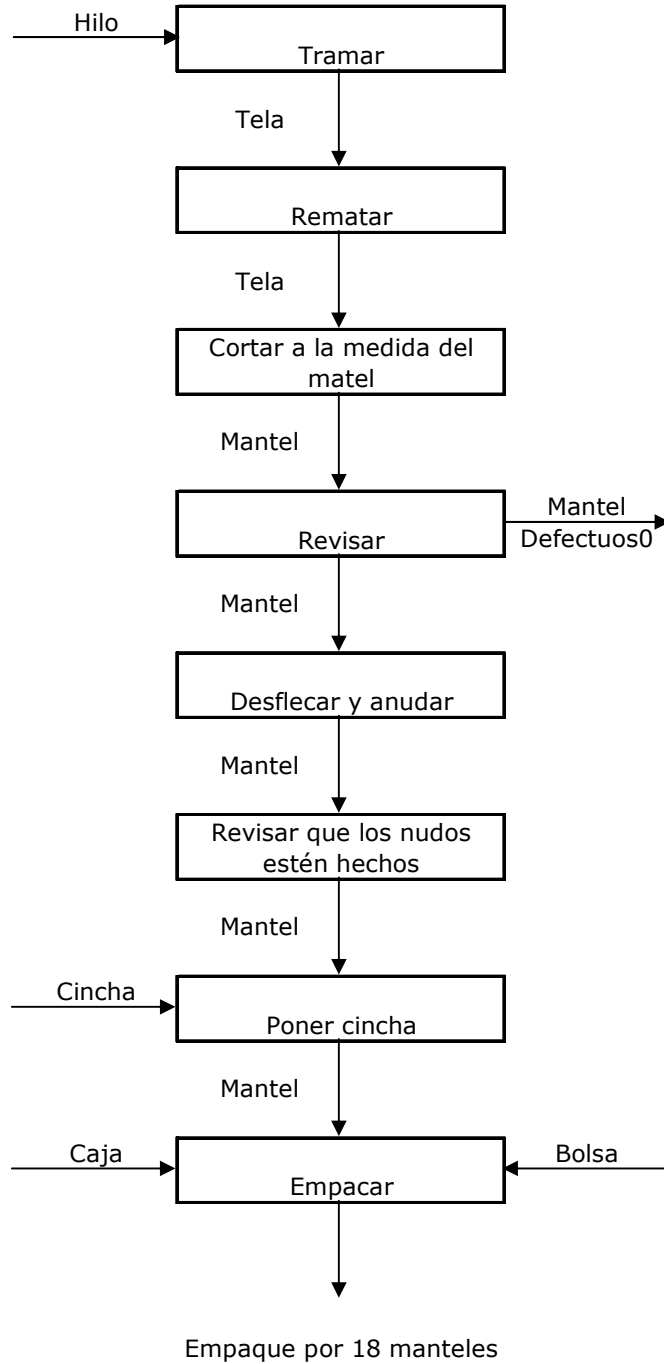 Hilo
Tramar
Tela
Rematar
Tela
Cortar a la medida del
matel
Mantel
Revisar
Mantel
Defectuos0
Mantel
Desflecar y anudar
Mantel
Revisar que los nudos
estén hechos
Mantel
Cincha
Poner cincha
Mantel
Caja
Bolsa
Empacar
Empaque por 18 manteles